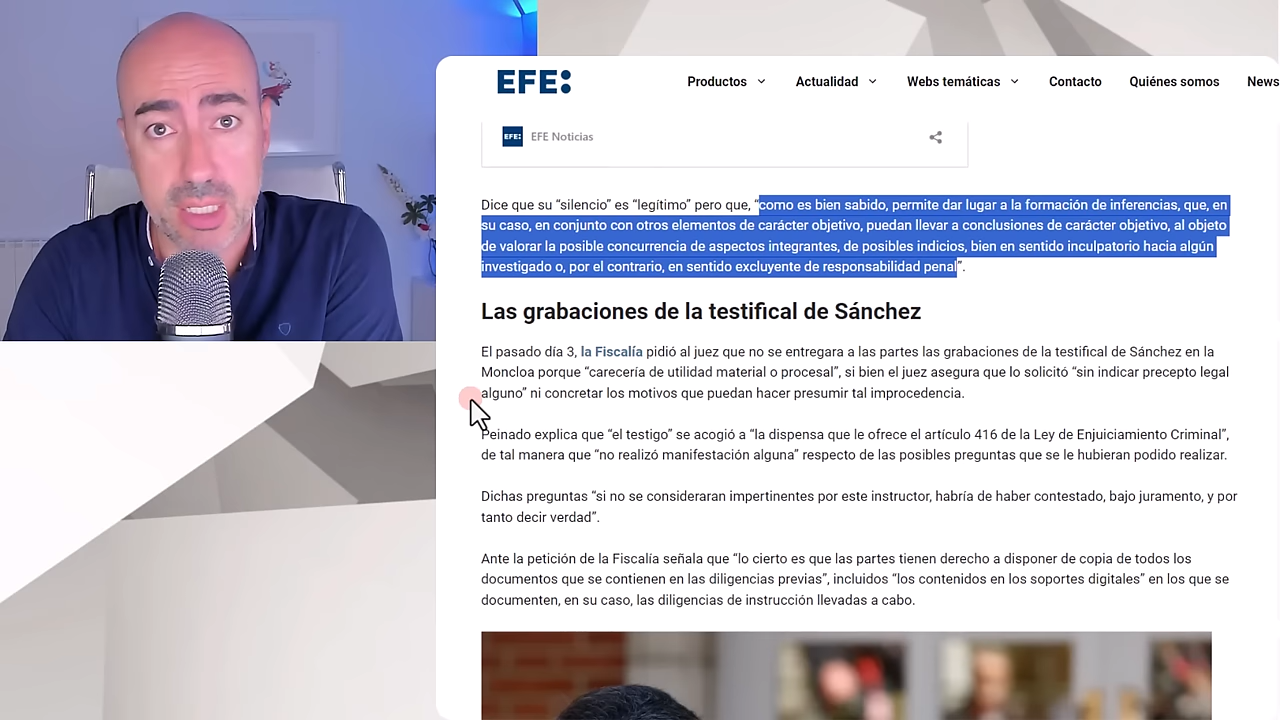 EFE:
Productos Actualidad Webs temáticas Contacto Quiénes somos News
EFE: EFE Noticias
Dice que su “silencio” es “legítimo” pero que, “como es bien sabido, permite dar lugar a la formación de inferencias, que, en
su caso, en conjunto con otros elementos de carácter objetivo, puedan llevar a conclusiones de carácter objetivo, al objeto
de valorar la posible concurrencia de aspectos integrantes, de posibles indicios, bien en sentido inculpatorio hacia algún
investigado o, por el contrario, en sentido excluyente de responsabilidad penal”.
Las grabaciones de la testifical de Sánchez
El pasado día 3, la Fiscalía pidió al juez que no se entregara a las partes las grabaciones de la testifical de Sánchez en la
Moncloa porque “carecería de utilidad material o procesal”, si bien el juez asegura que lo solicitó “sin indicar precepto legal
alguno” ni concretar los motivos que puedan hacer presumir tal improcedencia.
Peinado explica que “el testigo” se acogió a “la dispensa que le ofrece el artículo 416 de la Ley de Enjuiciamiento Criminal”,
de tal manera que “no realizó manifestación alguna” respecto de las posibles preguntas que se le hubieran podido realizar.
Dichas preguntas “si no se consideraran impertinentes por este instructor, habría de haber contestado, bajo juramento, y por
tanto decir verdad”.
Ante la petición de la Fiscalía señala que “lo cierto es que las partes tienen derecho a disponer de copia de todos los
documentos que se contienen en las diligencias previas”, incluidos “los contenidos en los soportes digitales” en los que se
documenten, en su caso, las diligencias de instrucción llevadas a cabo.